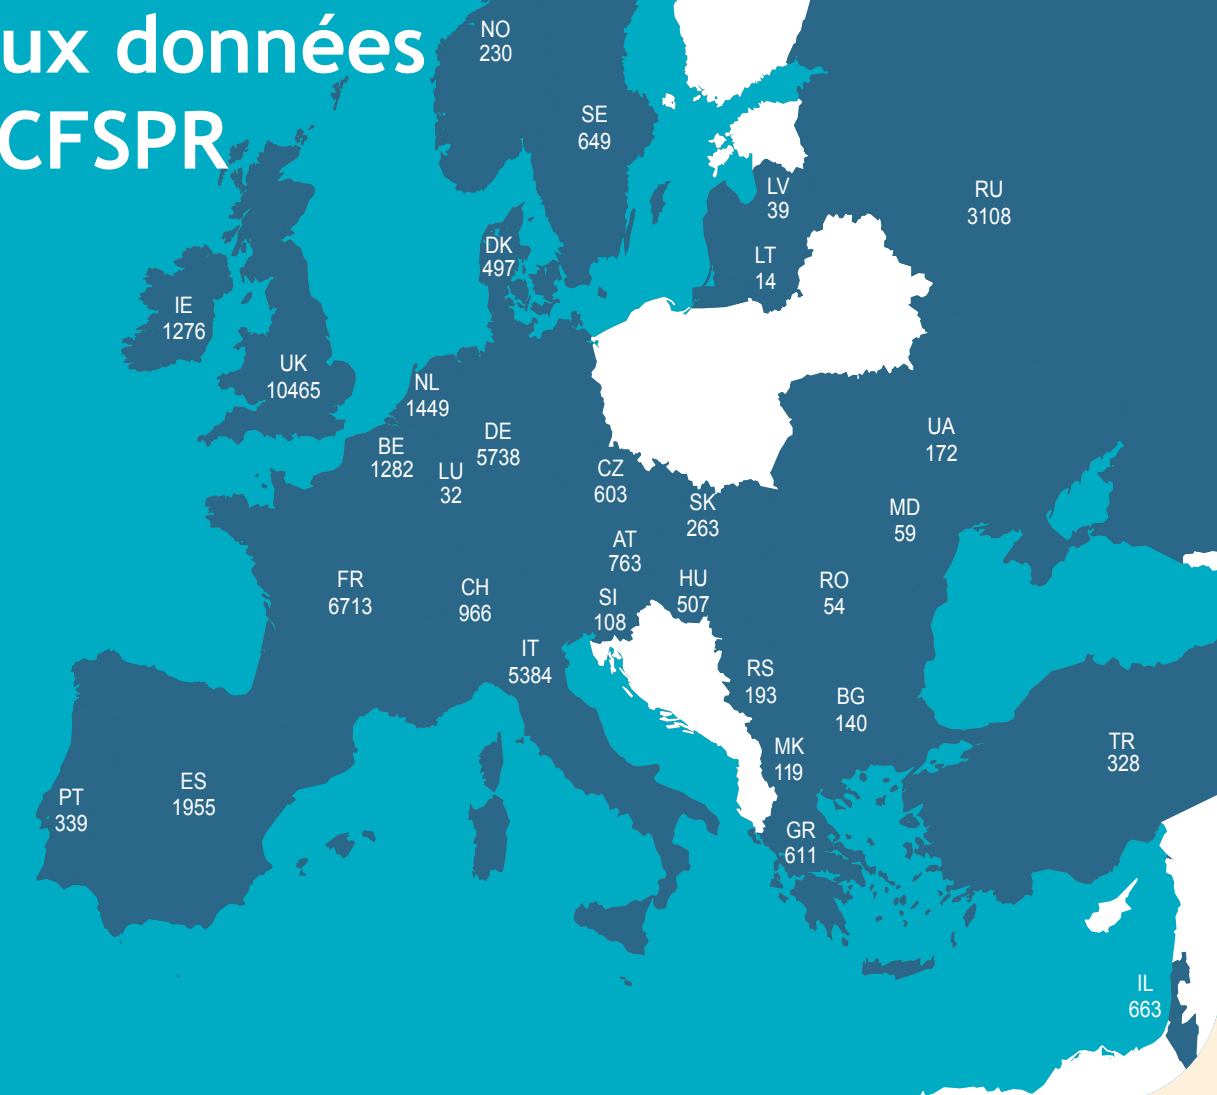 ux données
CFSPR
NO
230
SE
649
LV
39
RU
3108
DK
497
LT
14
IE
1276
UK
10465
NL
1449
DE
5738
BE
1282
LU
32
CZ
603
SK
263
UA
172
MD
59
AT
763
FR
6713
CH
966
SI
108
HU
507
RO
54
IT
5384
RS
193
BG
140
MK
119
TR
328
ES
1955
PT
339
GR
611
IL
663